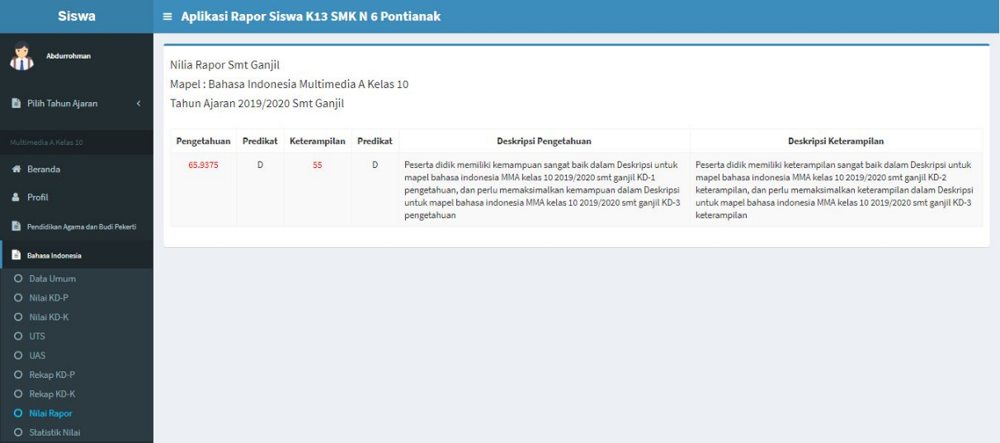 Siswa
≡ Aplikasi Rapor Siswa K13 SMK N 6 Pontianak
Abdurrohman
Pilih Tahun Ajaran
Multimedia A Kelas 10
Beranda
Profil
Pendidikan Agama dan Budi Pekerti
Bahasa Indonesia
Data Umum
Nilai KD-P
Nilai KD-K
UTS
UAS
Rekap KD-P
Rekap KD-K
Nilai Rapor
Statistik Nilai
Nilia Rapor Smt Ganjil
Mapel : Bahasa Indonesia Multimedia A Kelas 10
Tahun Ajaran 2019/2020 Smt Ganjil
Pengetahuan Predikat Keterampilan Predikat Deskripsi Pengetahuan Deskripsi Keterampilan
65.9375 D 55 D
Peserta didik memiliki kemampuan sangat baik dalam Deskripsi untuk
mapel bahasa indonesia MMA kelas 10 2019/2020 smt ganjil KD-1
pengetahuan, dan perlu memaksimalkan kemampuan dalam Deskripsi
untuk mapel bahasa indonesia MMA kelas 10 2019/2020 smt ganjil KD-3
pengetahuan
Peserta didik memiliki keterampilan sangat baik dalam Deskripsi untuk
mapel bahasa indonesia MMA kelas 10 2019/2020 smt ganjil KD-2
keterampilan, dan perlu memaksimalkan keterampilan dalam Deskripsi
untuk mapel bahasa indonesia MMA kelas 10 2019/2020 smt ganjil KD-3
keterampilan